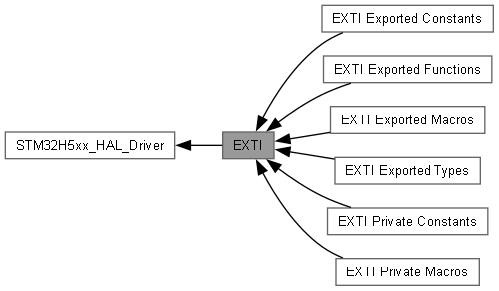 EXTI Exported Constants
EXTI Exported Functions
EXTI Exported Macros
STM32H5xx_HAL_Driver
EXTI
EXTI Exported Types
EXTI Private Constants
EXTI Private Macros